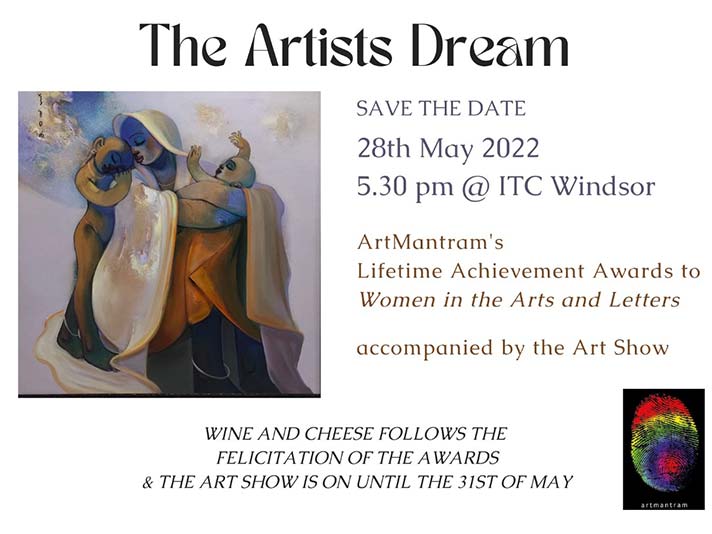 The Artists Dream
SAVE THE DATE
28th May 2022
5.30 pm @ ITC Windsor
ArtMantram's
Lifetime Achievement Awards to
Women in the Arts and Letters
accompanied by the Art Show
WINE AND CHEESE FOLLOWS THE
FELICITATION OF THE AWARDS
& THE ART SHOW IS ON UNTIL THE 31ST OF MAY
artmantram